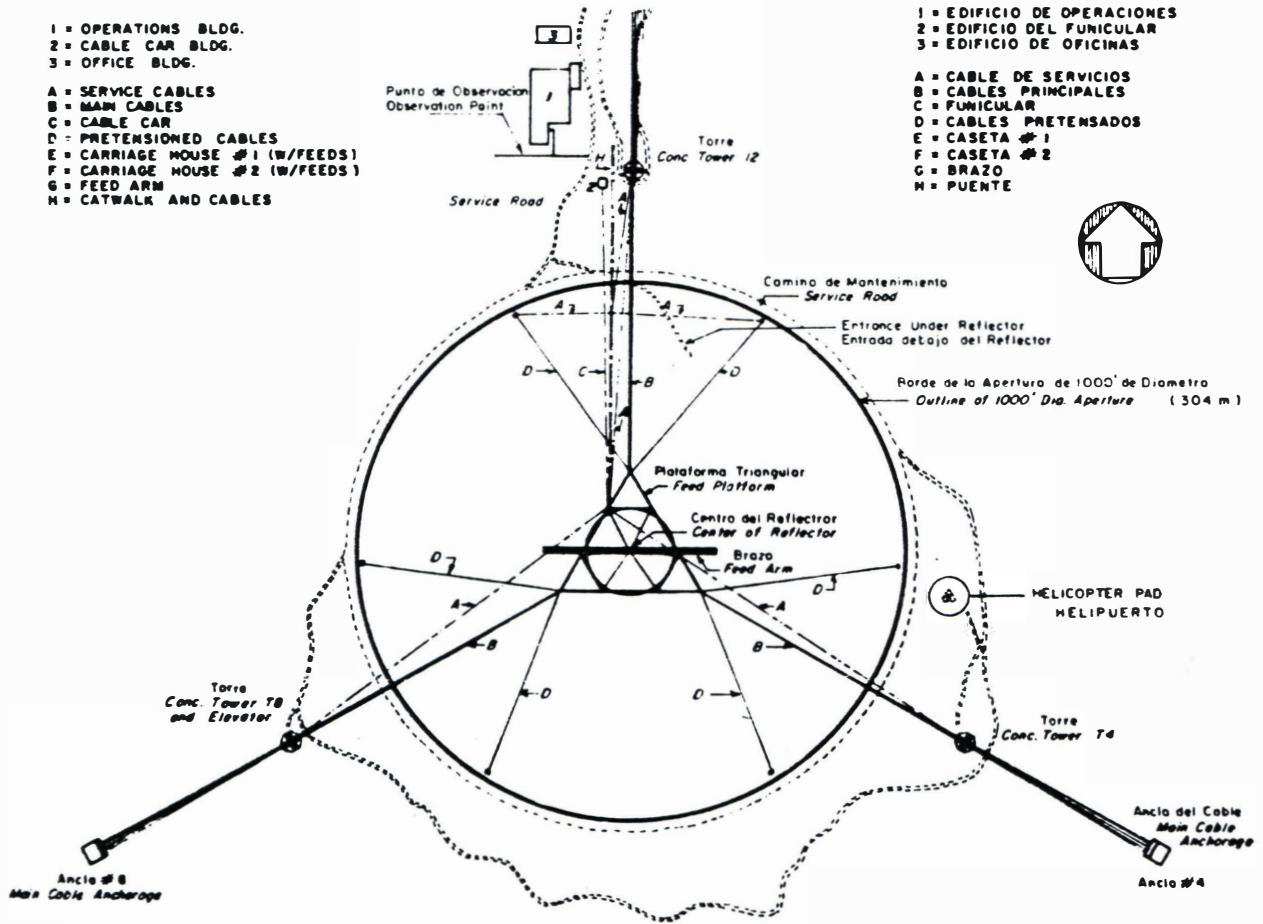 1 = OPERATIONS BLDG.
2 = CABLE CAR BLDG.
3 = OFFICE BLDG.
A = SERVICE CABLES
B = MAIN CABLES
C = CABLE CAR
D = PRETENSIONED CABLES
E = CARRIAGE HOUSE #1 (W/FEEDS)
F = CARRIAGE HOUSE #2 (W/FEEDS)
G = FEED ARM
H = CATWALK AND CABLES
1 = EDIFICIO DE OPERACIONES
2 = EDIFICIO DEL FUNICULAR
3 = EDIFICIO DE OFICINAS
A = CABLE DE SERVICIOS
B = CABLES PRINCIPALES
C = FUNICULAR
D = CABLES PRETENSADOS
E = CASETA #1
F = CASETA #2
G = BRAZO
H = PUENTE
3
1
Punto de Observacion
Observation Point
H
2
A
Torre
Conc. Tower 12
Service Road
Camino de Mantenimiento
Service Road
A
A
Entrance Under Reflector
Entrada debajo del Reflector
D
C
B
D
Borde de la Apertura de 1000' de Diametro
Outline of 1000' Dia. Aperture (304 m)
A
Plataforma Triangular
Feed Platform
Centro del Reflector
Center of Reflector
Brazo
Feed Arm
D
D
HELICOPTER PAD
HELIPUERTO
A
A
B
B
D
D
Torre
Conc. Tower T8
and Elevator
Torre
Conc. Tower T4
Ancla del Cable
Main Cable
Anchorage
Ancla #8
Main Cable Anchorage
Ancla #4